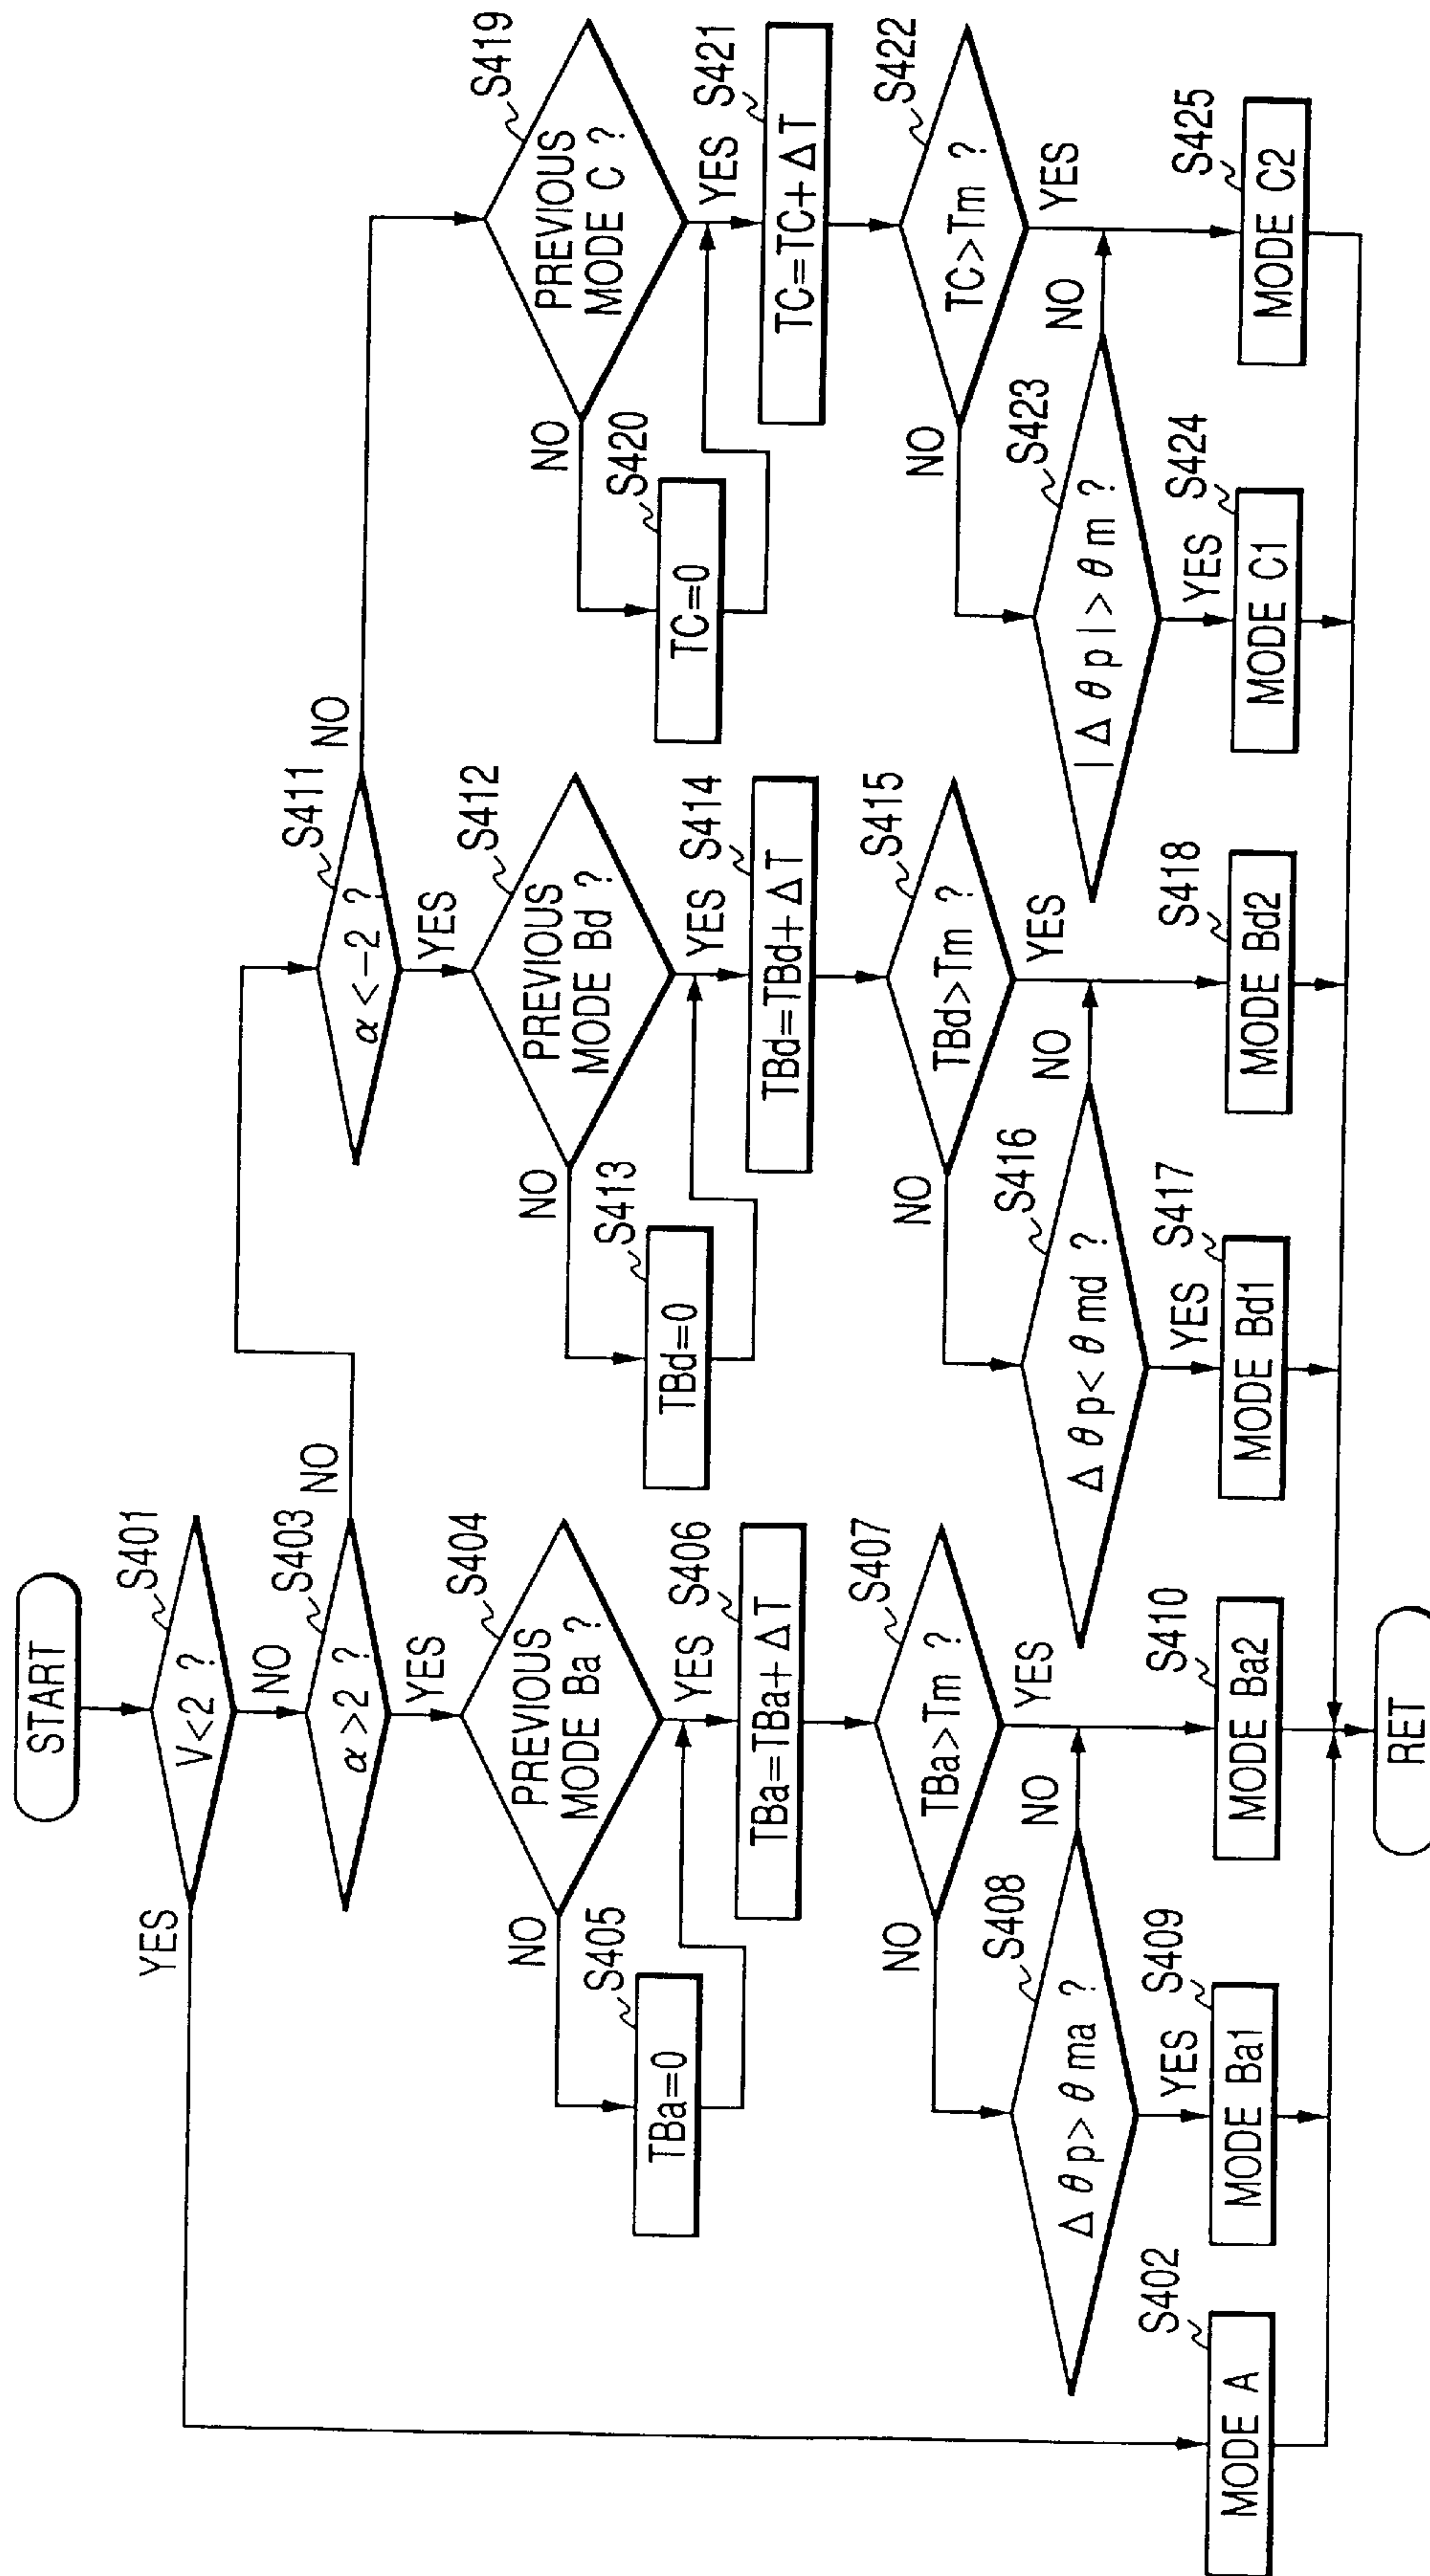 START
V<2 ?
S401
YES
NO
α>2 ?
S403
NO
YES
PREVIOUS
MODE Ba ?
S404
NO
S405
TBa=0
YES
S406
TBa=TBa+ΔT
TBa>Tm ?
S407
NO
YES
S408
Δθp>θma ?
NO
YES
S402
MODE A
S409
MODE Ba1
S410
MODE Ba2
RET
α<-2 ?
S411
NO
YES
PREVIOUS
MODE Bd ?
S412
NO
S413
TBd=0
YES
S414
TBd=TBd+ΔT
TBd>Tm ?
S415
NO
YES
S416
Δθp<θmd ?
NO
YES
S417
MODE Bd1
S418
MODE Bd2
PREVIOUS
MODE C ?
S419
NO
S420
TC=0
YES
S421
TC=TC+ΔT
TC>Tm ?
S422
NO
YES
S423
|Δθp|>θm ?
NO
YES
S424
MODE C1
S425
MODE C2